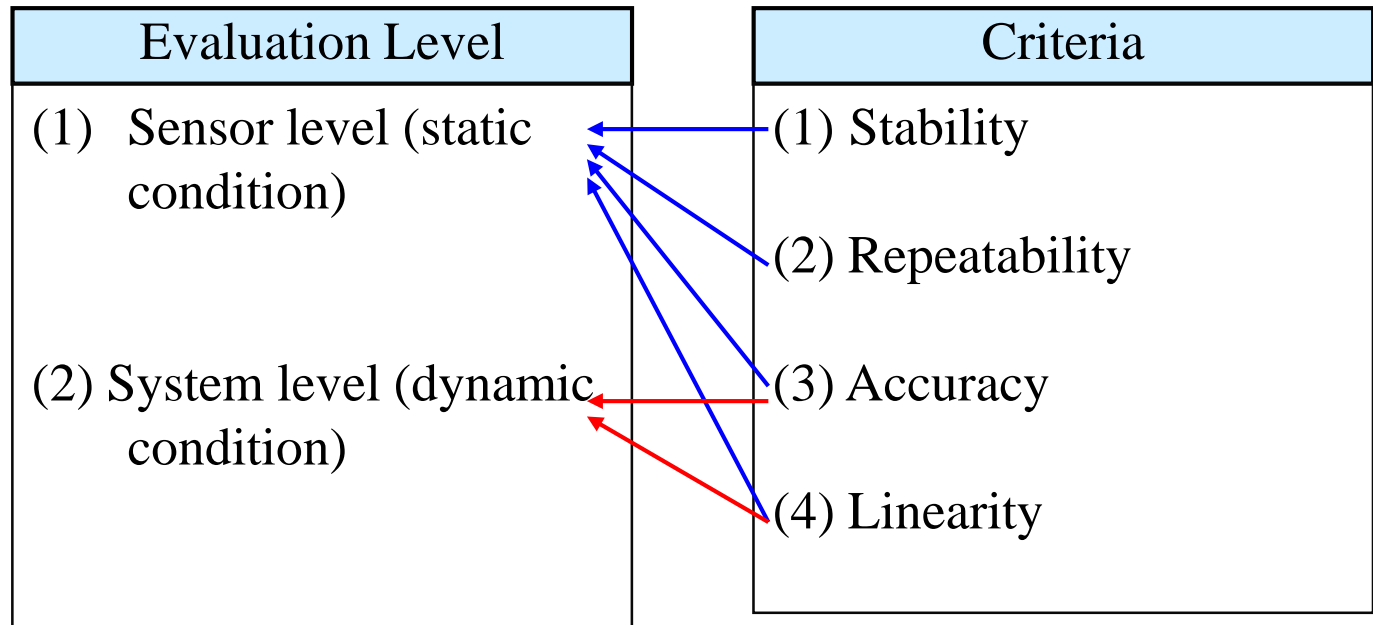 Evaluation Level
(1) Sensor level (static
condition)
(2) System level (dynamic
condition)
Criteria
(1) Stability
(2) Repeatability
(3) Accuracy
(4) Linearity